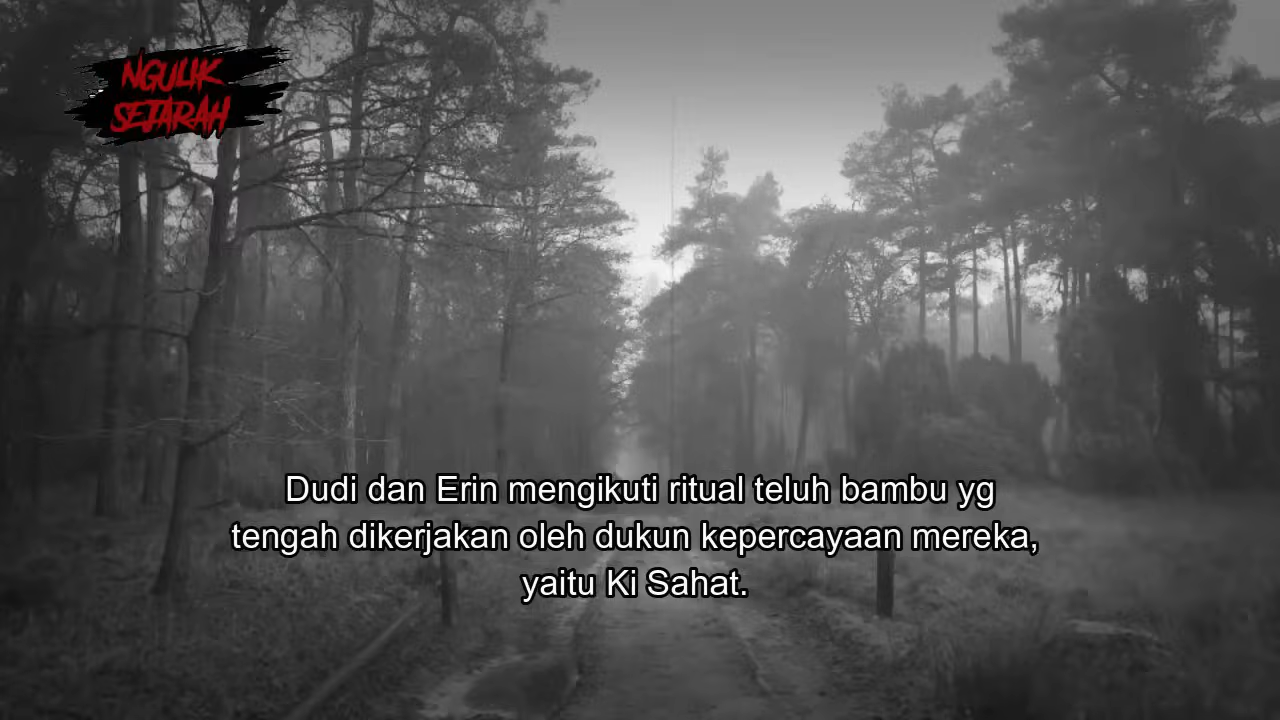 NGULIK
SEJARAH
Dudi dan Erin mengikuti ritual teluh bambu yg
tengah dikerjakan oleh dukun kepercayaan mereka,
yaitu Ki Sahat.